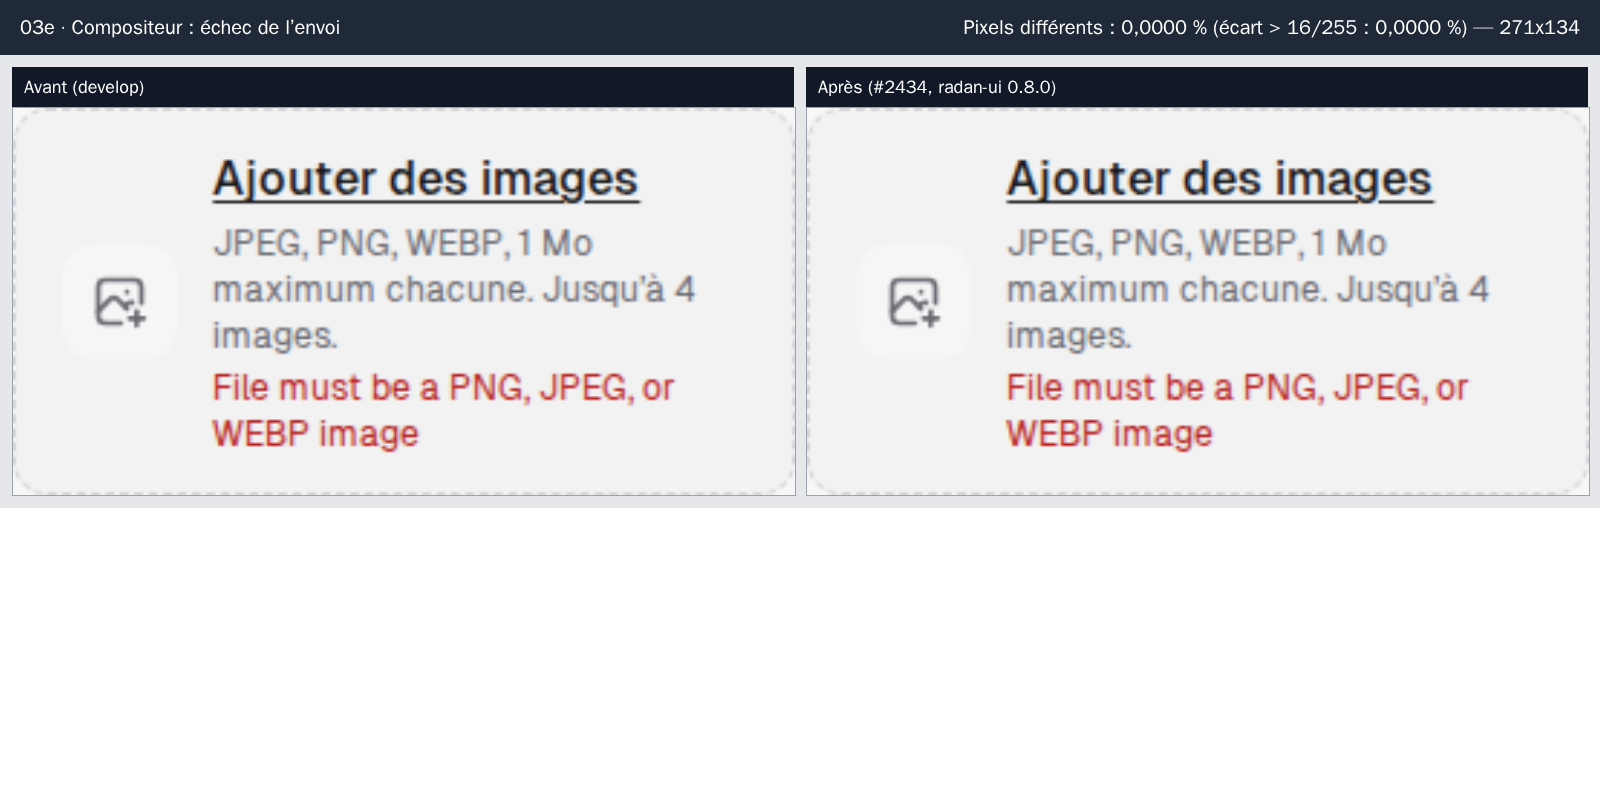 03e · Compositeur : échec de l’envoi
Pixels différents : 0,0000 % (écart > 16/255 : 0,0000 %) — 271x134
Avant (develop)
Ajouter des images
JPEG, PNG, WEBP, 1 Mo
maximum chacune. Jusqu’à 4
images.
File must be a PNG, JPEG, or
WEBP image
Après (#2434, radan-ui 0.8.0)
Ajouter des images
JPEG, PNG, WEBP, 1 Mo
maximum chacune. Jusqu’à 4
images.
File must be a PNG, JPEG, or
WEBP image